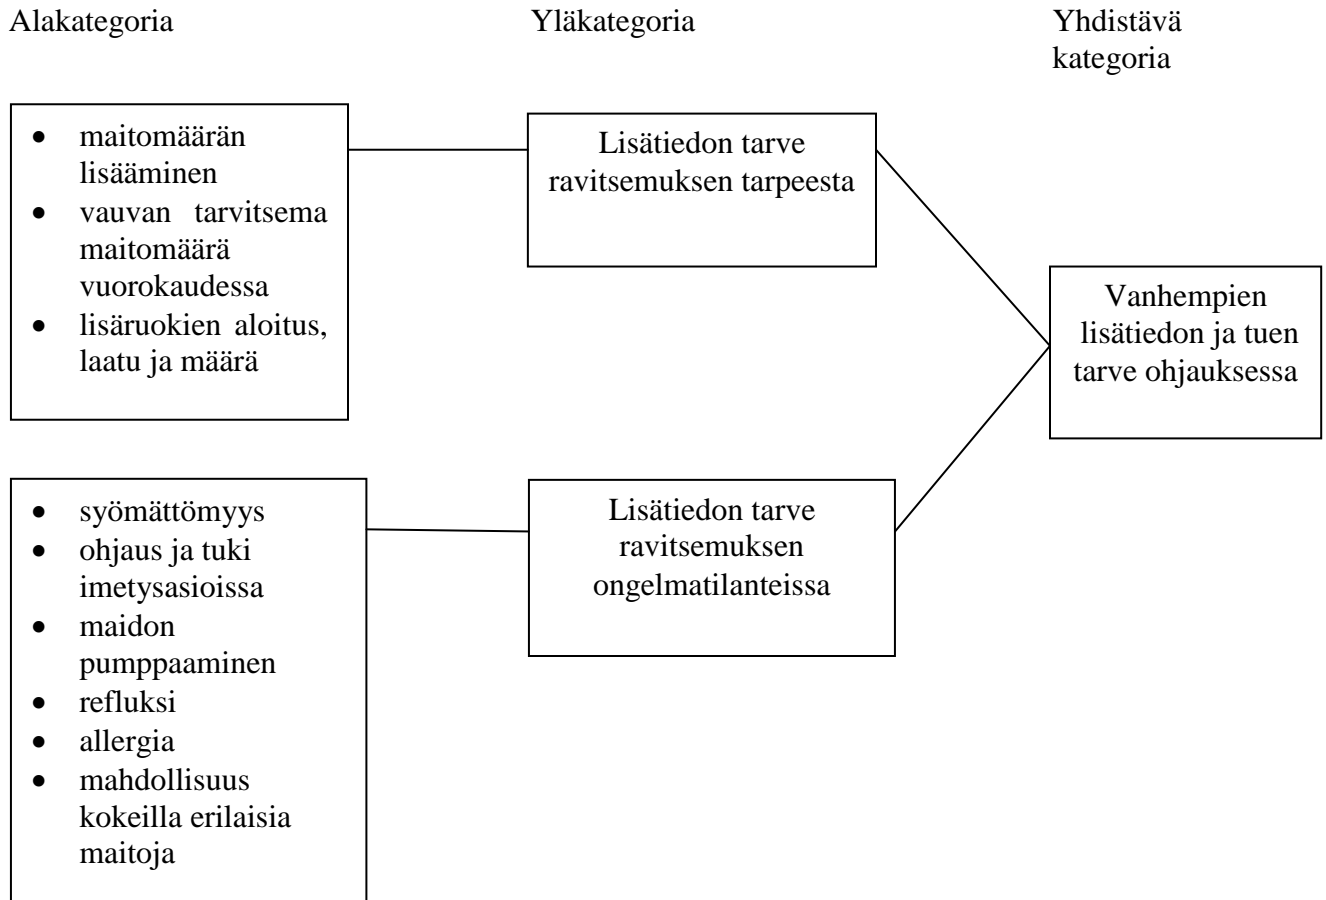 Alakategoria
Yläkategoria
Yhdistävä
kategoria
• maitomäärän
lisääminen
• vauvan tarvitsema
maitomäärä
vuorokaudessa
• lisäruokien aloitus,
laatu ja määrä
Lisätiedon tarve
ravitsemuksen tarpeesta
Vanhempien
lisätiedon ja tuen
tarve ohjauksessa
• syömättömyys
• ohjaus ja tuki
imetysasioissa
• maidon
pumppaaminen
• refluksi
• allergia
• mahdollisuus
kokeilla erilaisia
maitoja
Lisätiedon tarve
ravitsemuksen
ongelmatilanteissa